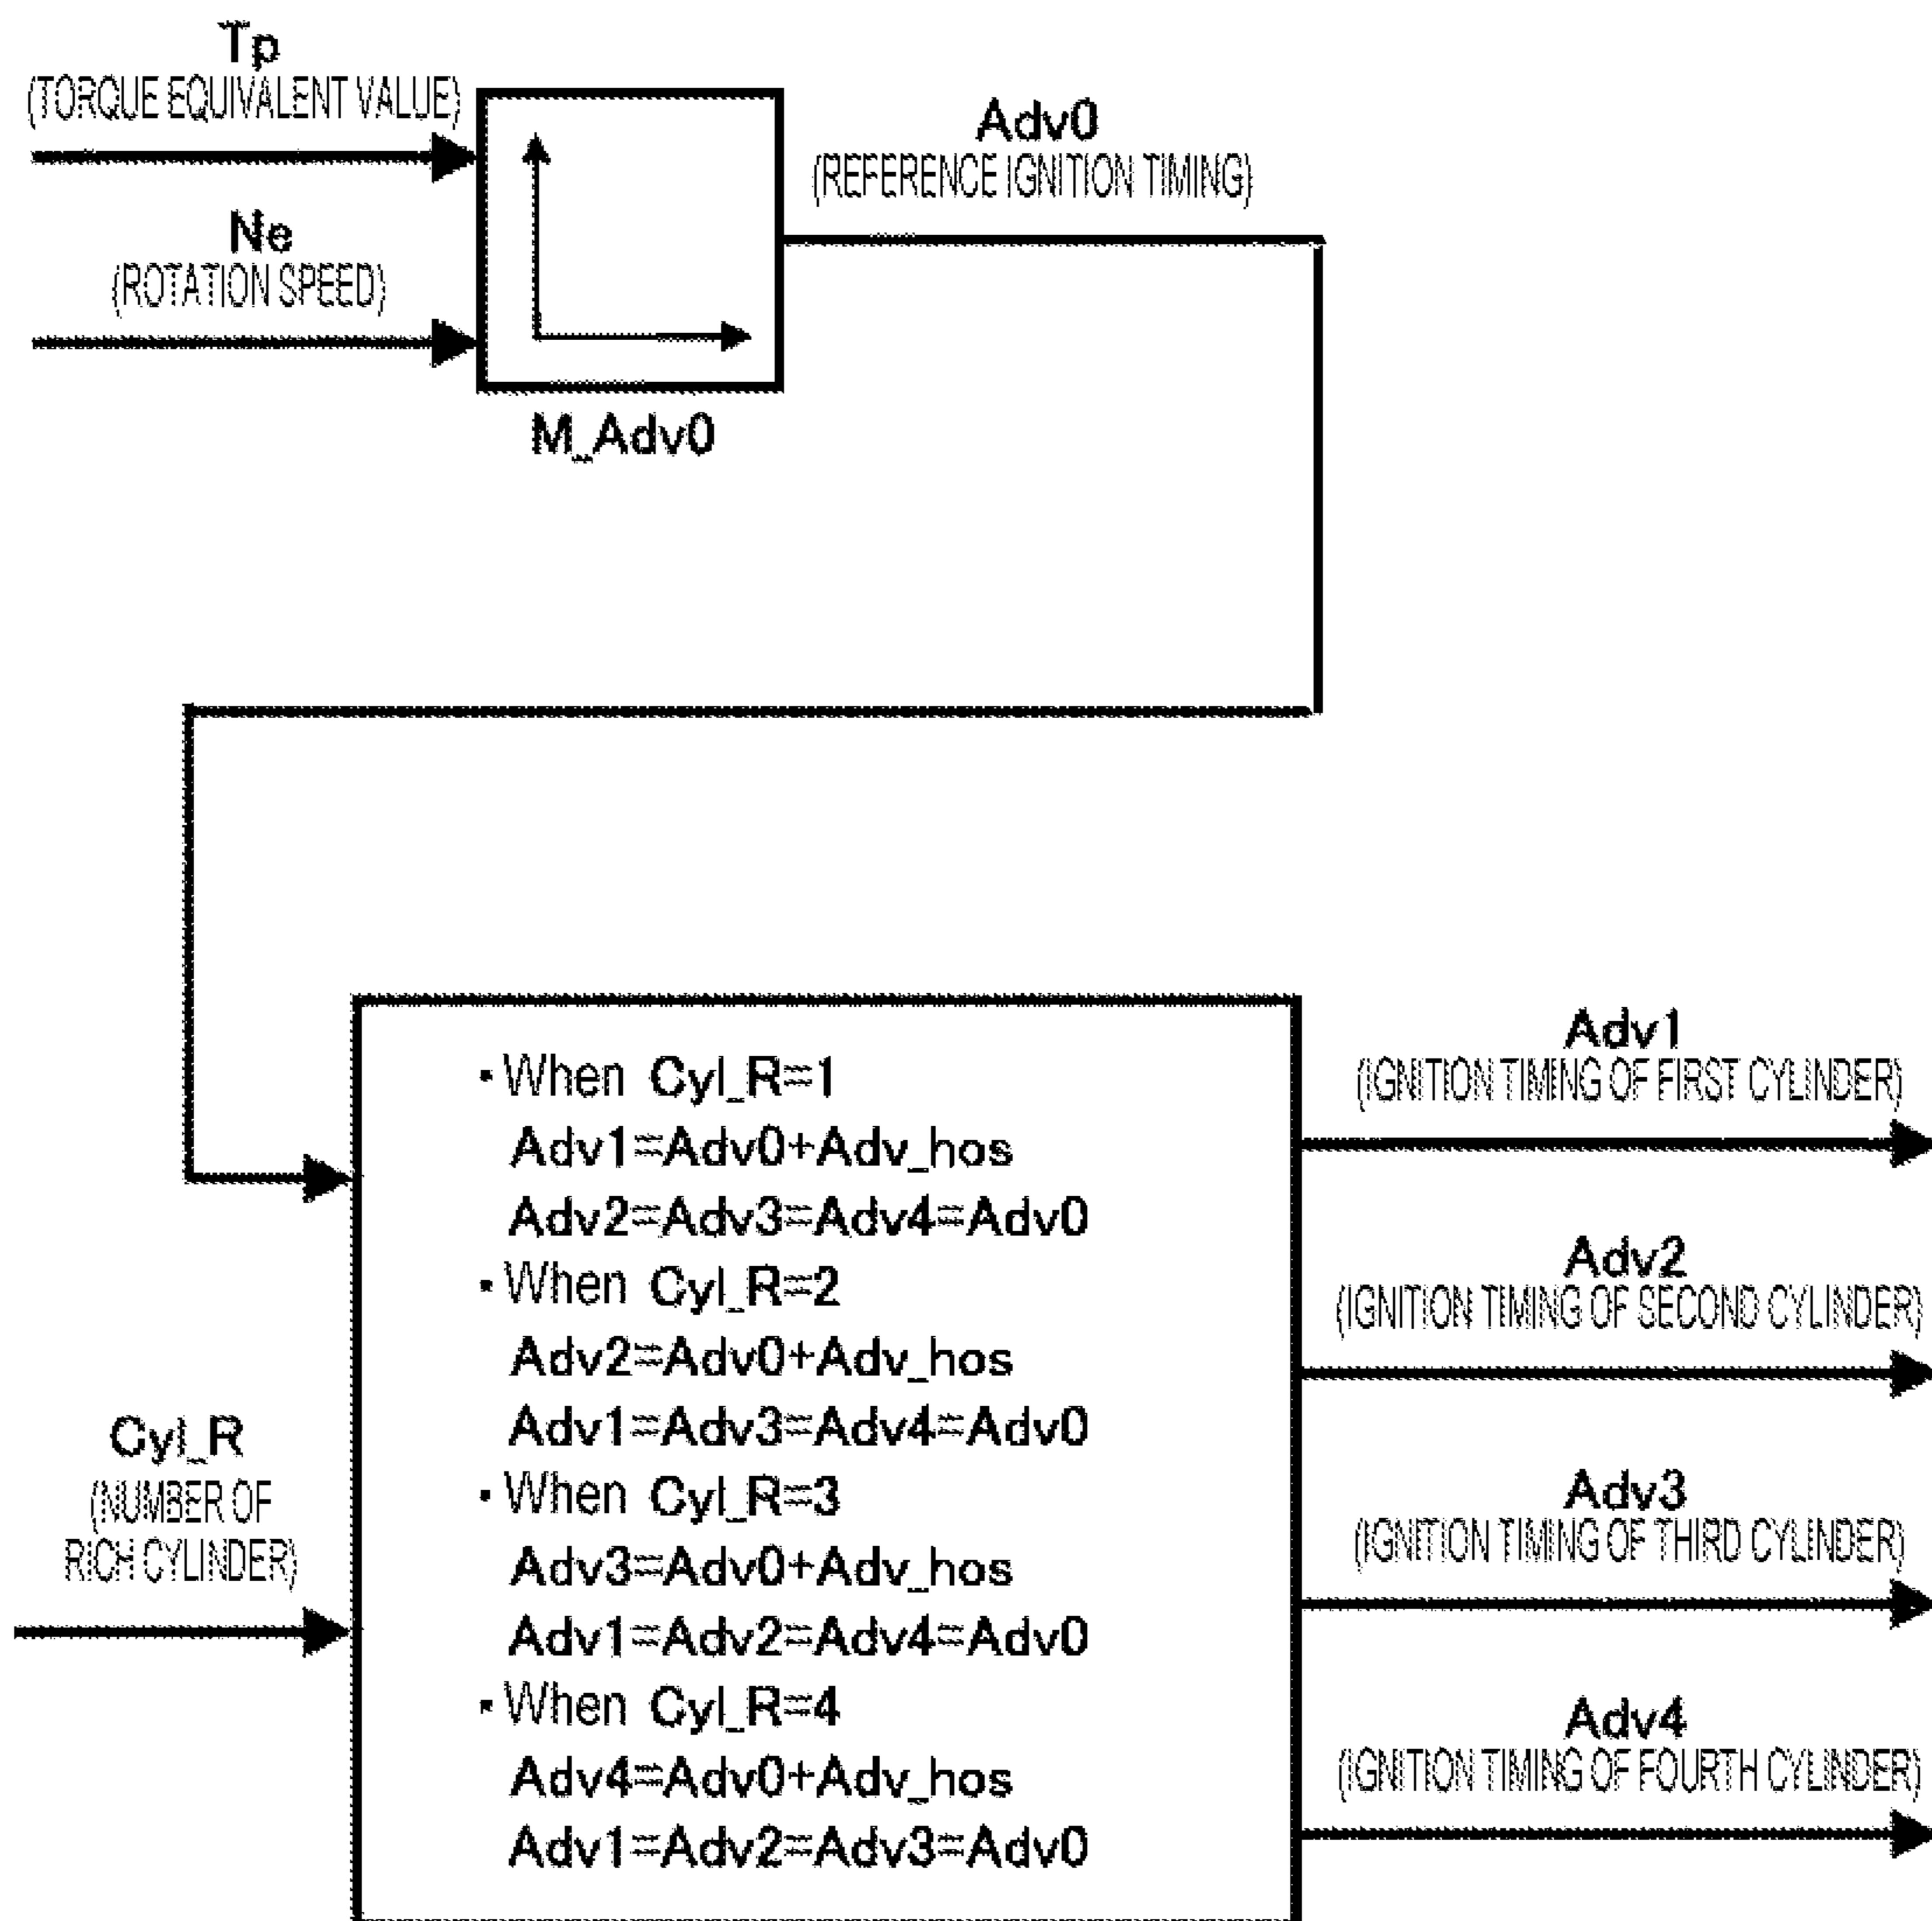 Tp
(TORQUE EQUIVALENT VALUE)
Ne
(ROTATION SPEED)
M_Adv0
Adv0
(REFERENCE IGNITION TIMING)
Cyl_R
(NUMBER OF
RICH CYLINDER)
・When Cyl_R=1
Adv1=Adv0+Adv_hos
Adv2=Adv3=Adv4=Adv0
・When Cyl_R=2
Adv2=Adv0+Adv_hos
Adv1=Adv3=Adv4=Adv0
・When Cyl_R=3
Adv3=Adv0+Adv_hos
Adv1=Adv2=Adv4=Adv0
・When Cyl_R=4
Adv4=Adv0+Adv_hos
Adv1=Adv2=Adv3=Adv0
Adv1
(IGNITION TIMING OF FIRST CYLINDER)
Adv2
(IGNITION TIMING OF SECOND CYLINDER)
Adv3
(IGNITION TIMING OF THIRD CYLINDER)
Adv4
(IGNITION TIMING OF FOURTH CYLINDER)